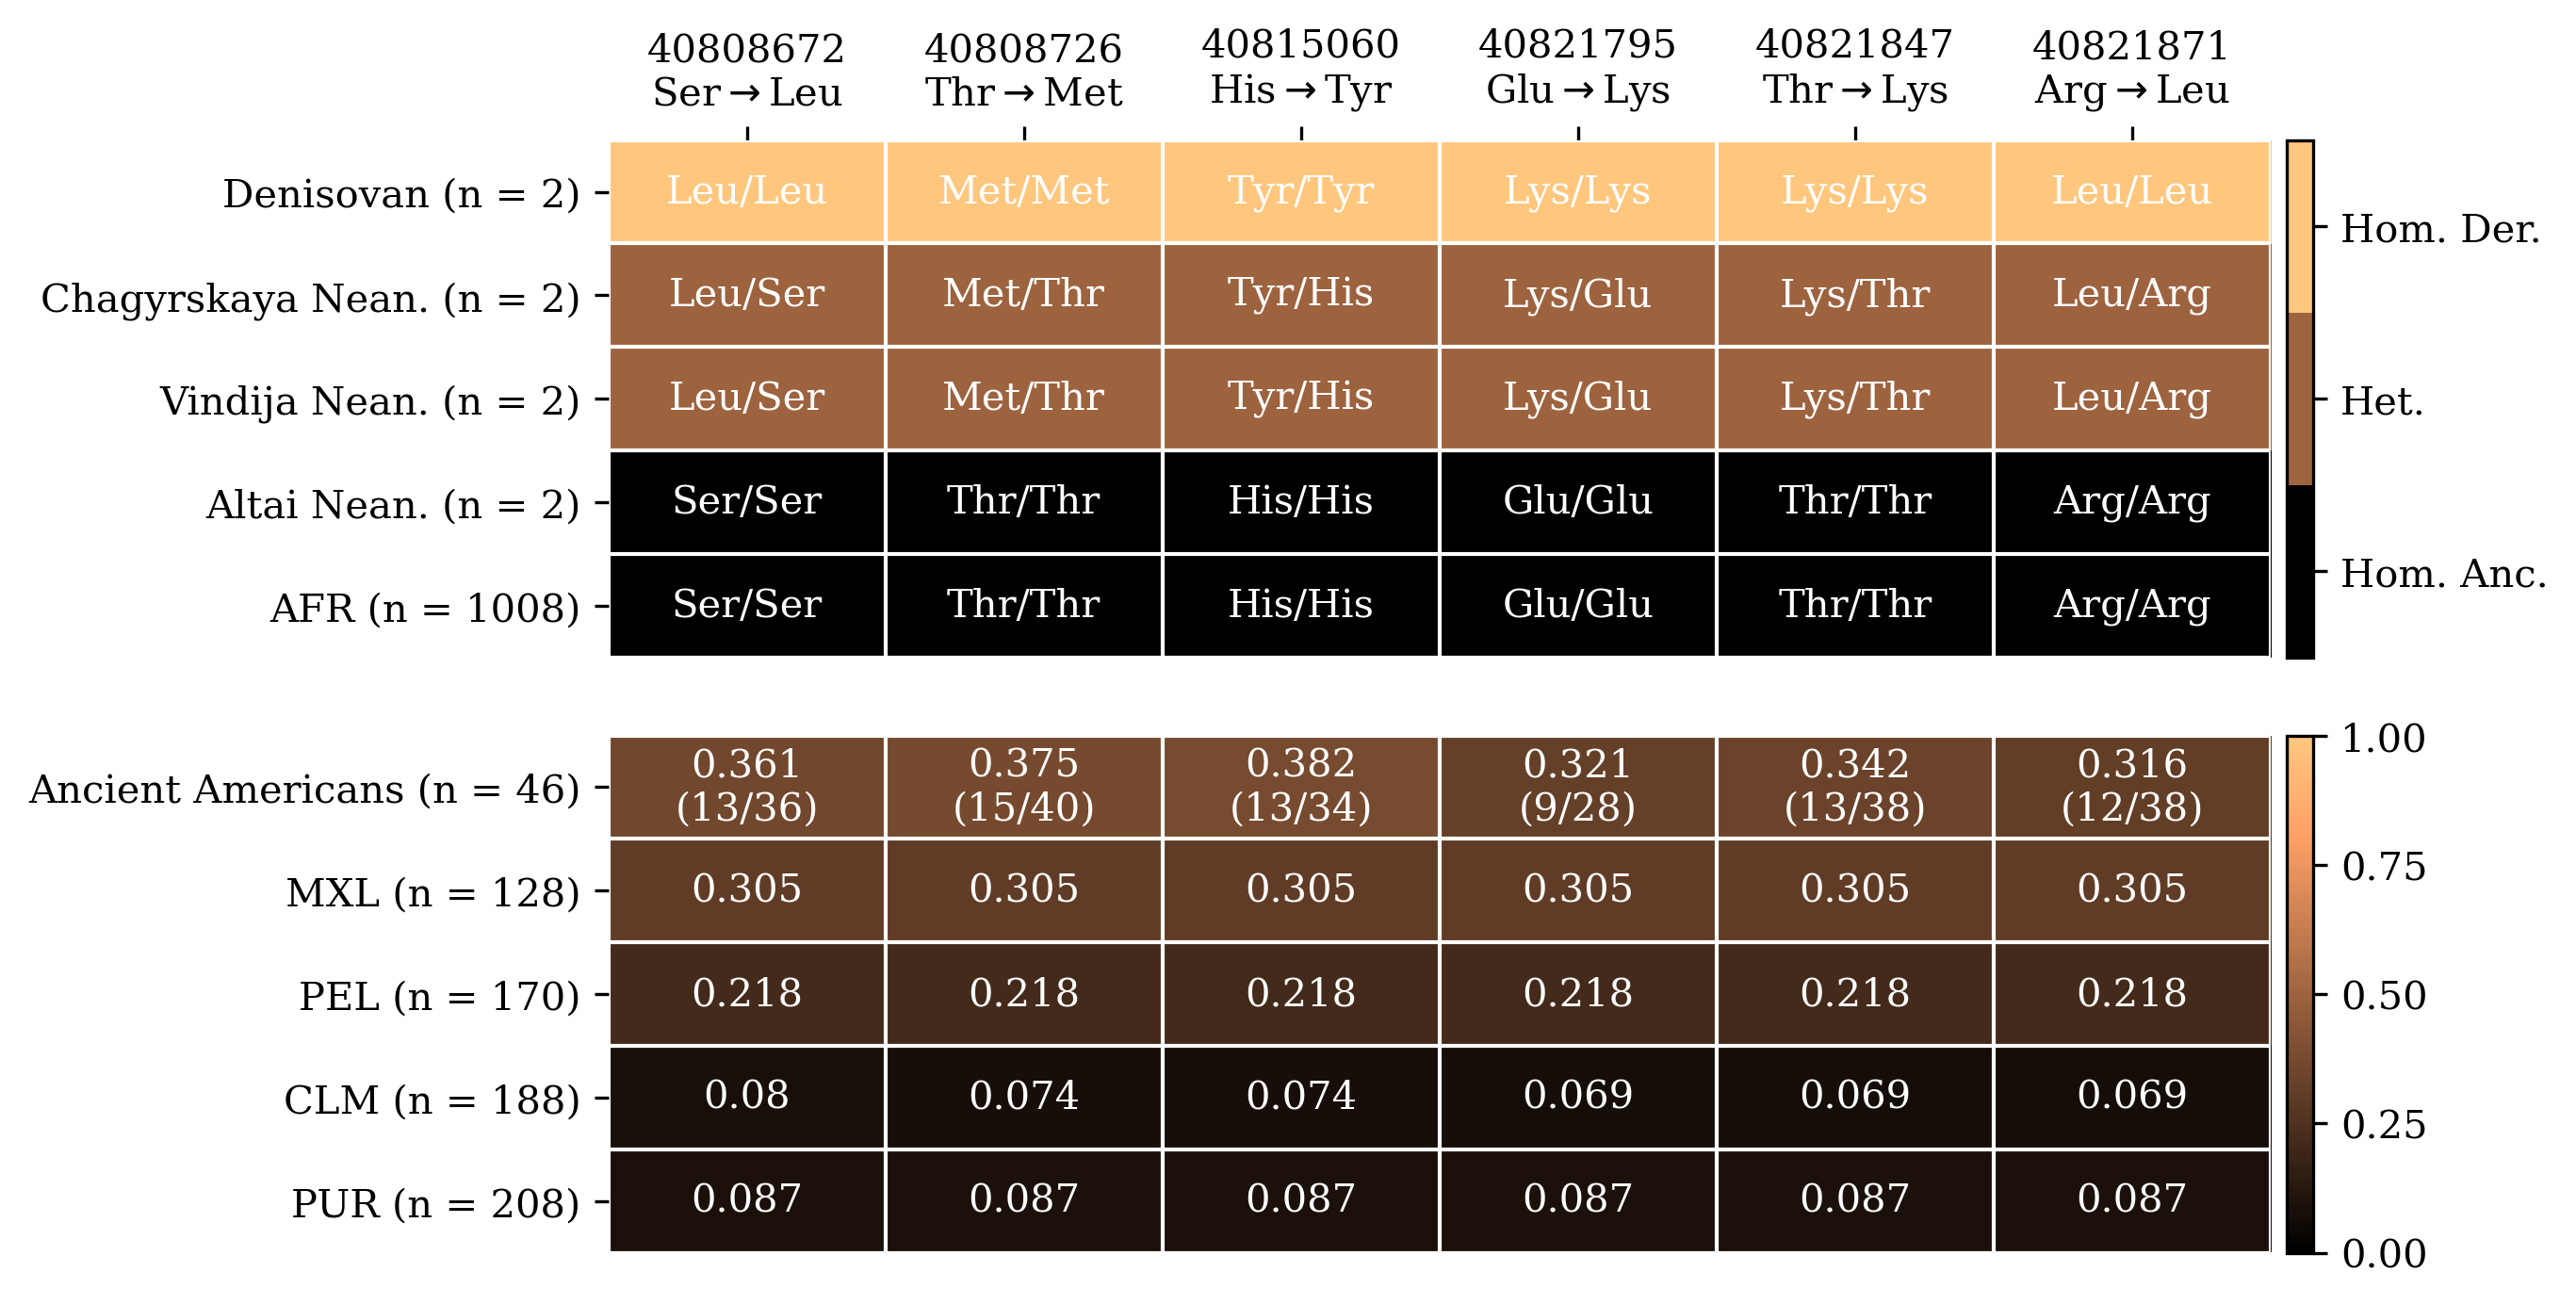 40808672 40808726 40815060 40821795 40821847 40821871
Ser→Leu Thr→Met His→Tyr Glu→Lys Thr→Lys Arg→Leu
Denisovan (n = 2) Leu/Leu Met/Met Tyr/Tyr Lys/Lys Lys/Lys Leu/Leu
Hom. Der.
Chagyrskaya Nean. (n = 2) Leu/Ser Met/Thr Tyr/His Lys/Glu Lys/Thr Leu/Arg
Vindija Nean. (n = 2) Leu/Ser Met/Thr Tyr/His Lys/Glu Lys/Thr Leu/Arg Het.
Altai Nean. (n = 2) Ser/Ser Thr/Thr His/His Glu/Glu Thr/Thr Arg/Arg
Hom. Anc.
AFR (n = 1008) Ser/Ser Thr/Thr His/His Glu/Glu Thr/Thr Arg/Arg
1.00
Ancient Americans (n = 46) 0.361 0.375 0.382 0.321 0.342 0.316
(13/36) (15/40) (13/34) (9/28) (13/38) (12/38)
0.75
MXL (n = 128) 0.305 0.305 0.305 0.305 0.305 0.305
PEL (n = 170) 0.218 0.218 0.218 0.218 0.218 0.218 0.50
CLM (n = 188) 0.08 0.074 0.074 0.069 0.069 0.069
0.25
PUR (n = 208) 0.087 0.087 0.087 0.087 0.087 0.087
0.00